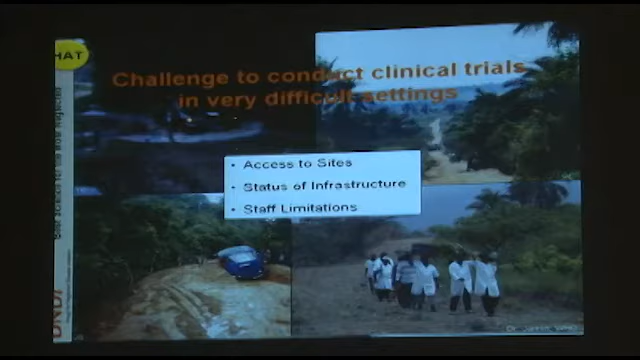 HAT
Challenge to conduct clinical trials
in very difficult settings
• Access to Sites
• Status of Infrastructure
• Staff Limitations
DNDi